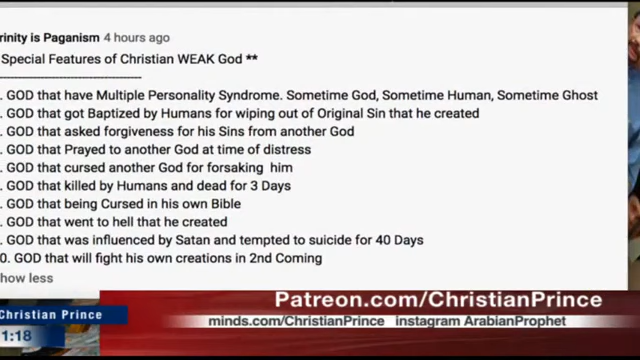 rinity is Paganism 4 hours ago
Special Features of Christian WEAK God **
------------------------------------------
. GOD that have Multiple Personality Syndrome. Sometime God, Sometime Human, Sometime Ghost
. GOD that got Baptized by Humans for wiping out of Original Sin that he created
. GOD that asked forgiveness for his Sins from another God
. GOD that Prayed to another God at time of distress
. GOD that cursed another God for forsaking him
. GOD that killed by Humans and dead for 3 Days
. GOD that being Cursed in his own Bible
. GOD that went to hell that he created
. GOD that was influenced by Satan and tempted to suicide for 40 Days
0. GOD that will fight his own creations in 2nd Coming
how less
Patreon.com/ChristianPrince
Christian Prince
minds.com/ChristianPrince instagram ArabianProphet
1:18